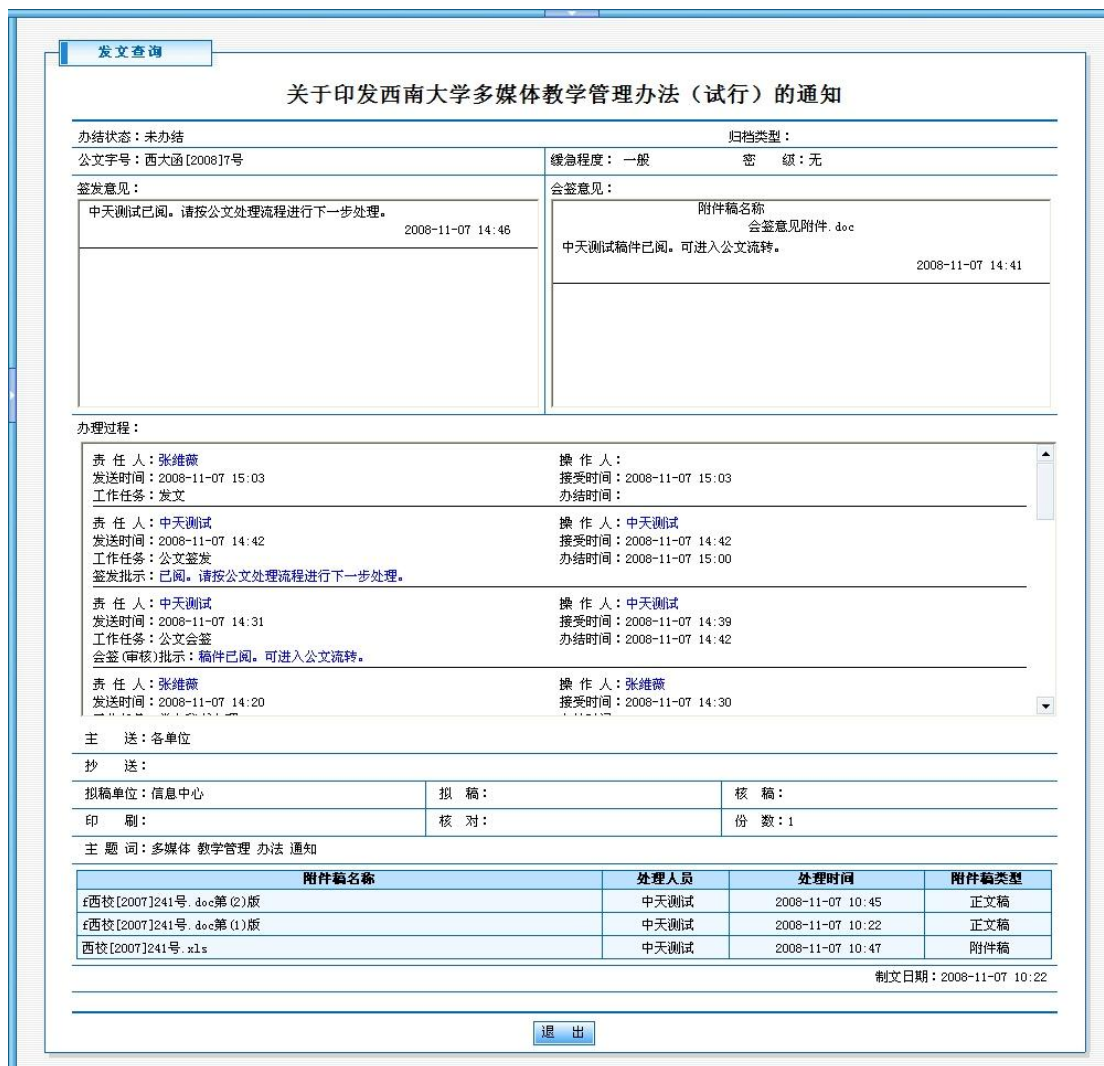 发文查询
关于印发西南大学多媒体教学管理办法（试行）的通知
办结状态：未办结 归档类型：
公文字号：西大函[2008]7号 缓急程度： 一般 密 级：无
签发意见： 会签意见：
中天测试已阅。请按公文处理流程进行下一步处理。
2008-11-07 14:46
附件稿名称
会签意见附件.doc
中天测试稿件已阅。可进入公文流转。
2008-11-07 14:41
办理过程：
责 任 人：张维薇 操 作 人：
发送时间：2008-11-07 15:03 接受时间：2008-11-07 15:03
工作任务：发文 办结时间：
责 任 人：中天测试 操 作 人：中天测试
发送时间：2008-11-07 14:42 接受时间：2008-11-07 14:42
工作任务：公文签发 办结时间：2008-11-07 15:00
签发批示：已阅。请按公文处理流程进行下一步处理。
责 任 人：中天测试 操 作 人：中天测试
发送时间：2008-11-07 14:31 接受时间：2008-11-07 14:39
工作任务：公文会签 办结时间：2008-11-07 14:42
会签(审核)批示：稿件已阅。可进入公文流转。
责 任 人：张维薇 操 作 人：张维薇
发送时间：2008-11-07 14:20 接受时间：2008-11-07 14:30
主 送：各单位
抄 送：
拟稿单位：信息中心 拟 稿： 核 稿：
印 刷： 核 对： 份 数：1
主 题 词：多媒体 教学管理 办法 通知
附件稿名称 处理人员 处理时间 附件稿类型
f西校[2007]241号.doc第(2)版 中天测试 2008-11-07 10:45 正文稿
f西校[2007]241号.doc第(1)版 中天测试 2008-11-07 10:22 正文稿
西校[2007]241号.xls 中天测试 2008-11-07 10:47 附件稿
制文日期：2008-11-07 10:22
退 出